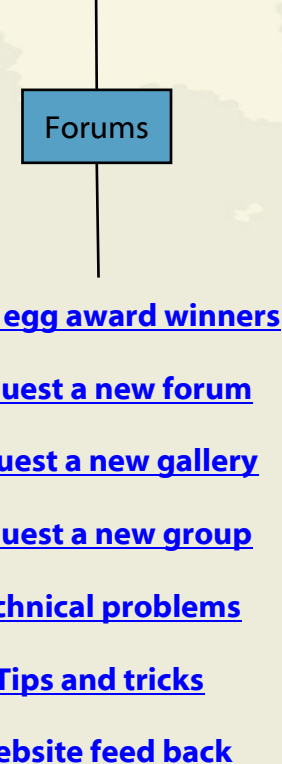 Forums
egg award winners
uest a new forum
uest a new gallery
uest a new group
chnical problems
Tips and tricks
ebsite feed back